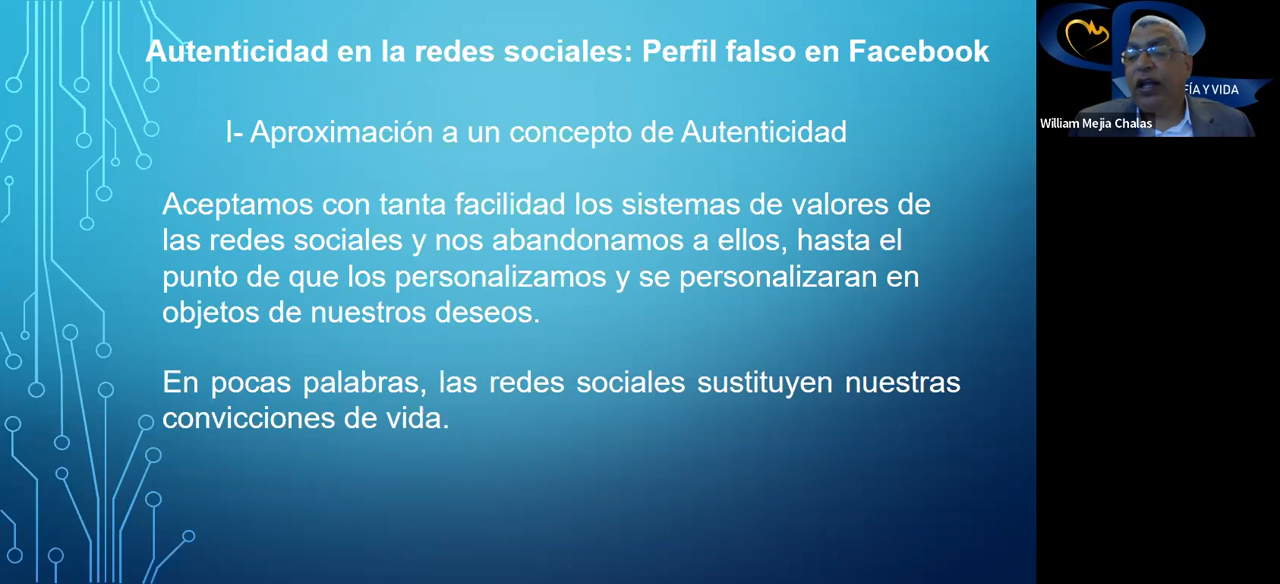 Autenticidad en la redes sociales: Perfil falso en Facebook
I- Aproximación a un concepto de Autenticidad
Aceptamos con tanta facilidad los sistemas de valores de
las redes sociales y nos abandonamos a ellos, hasta el
punto de que los personalizamos y se personalizaran en
objetos de nuestros deseos.
En pocas palabras, las redes sociales sustituyen nuestras
convicciones de vida.
FÍA Y VIDA
William Mejia Chalas